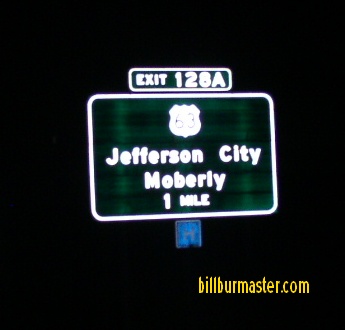 EXIT 128A
63
Jefferson City
Moberly
1 MILE
H
billburmaster.com